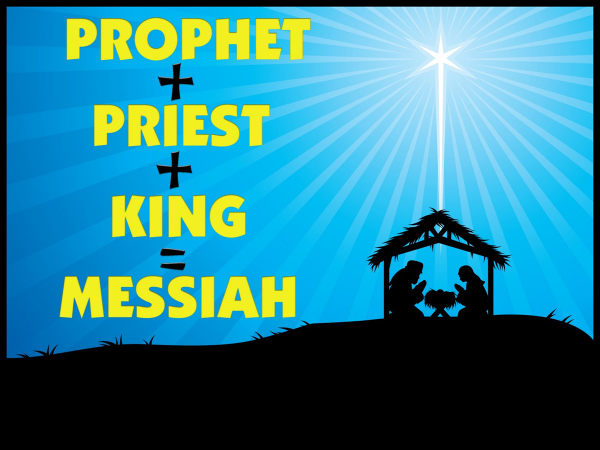 PROPHET
+
PRIEST
+
KING
=
MESSIAH